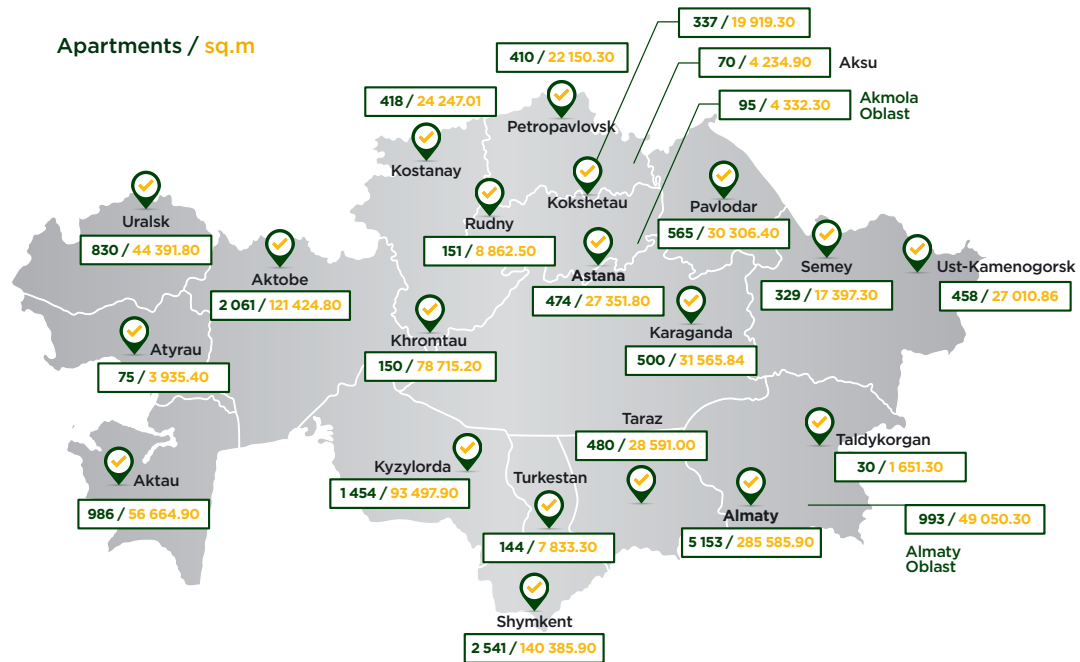 Apartments / sq.m
337 / 19 919.30
410 / 22 150.30
70 / 4 234.90
Aksu
418 / 24 247.01
95 / 4 332.30
Akmola
Oblast
Petropavlovsk
Kostanay
Kokshetau
Pavlodar
565 / 30 306.40
Uralsk
830 / 44 391.80
Rudny
151 / 8 862.50
Aktobe
2 061 / 121 424.80
Astana
474 / 27 351.80
Semey
329 / 17 397.30
Ust-Kamenogorsk
458 / 27 010.86
Khromtau
150 / 78 715.20
Karaganda
500 / 31 565.84
Atyrau
75 / 3 935.40
Taraz
480 / 28 591.00
Taldykorgan
30 / 1 651.30
Aktau
986 / 56 664.90
Kyzylorda
1 454 / 93 497.90
Turkestan
144 / 7 833.30
Almaty
5 153 / 285 585.90
993 / 49 050.30
Almaty
Oblast
Shymkent
2 541 / 140 385.90